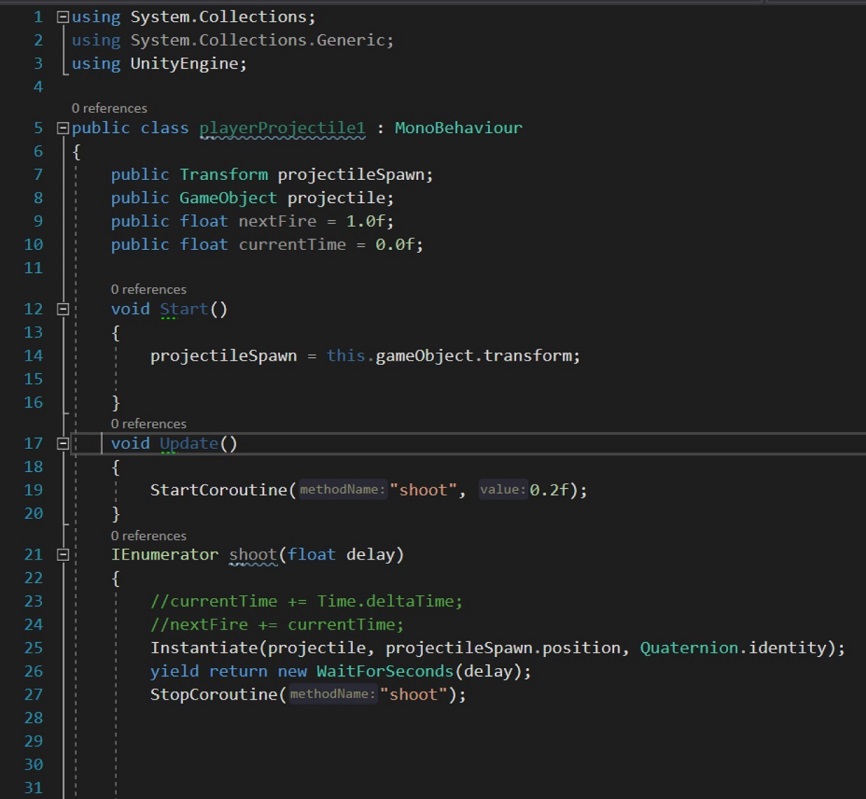 1 using System.Collections;
2 using System.Collections.Generic;
3 using UnityEngine;
4
0 references
5 public class playerProjectile1 : MonoBehaviour
6 {
7 public Transform projectileSpawn;
8 public GameObject projectile;
9 public float nextFire = 1.0f;
10 public float currentTime = 0.0f;
11
0 references
12 void Start()
13 {
14 projectileSpawn = this.gameObject.transform;
15
16 }
0 references
17 void Update()
18 {
19 StartCoroutine(methodName:"shoot", value:0.2f);
20 }
0 references
21 IEnumerator shoot(float delay)
22 {
23 //currentTime += Time.deltaTime;
24 //nextFire += currentTime;
25 Instantiate(projectile, projectileSpawn.position, Quaternion.identity);
26 yield return new WaitForSeconds(delay);
27 StopCoroutine(methodName:"shoot");
28
29
30
31